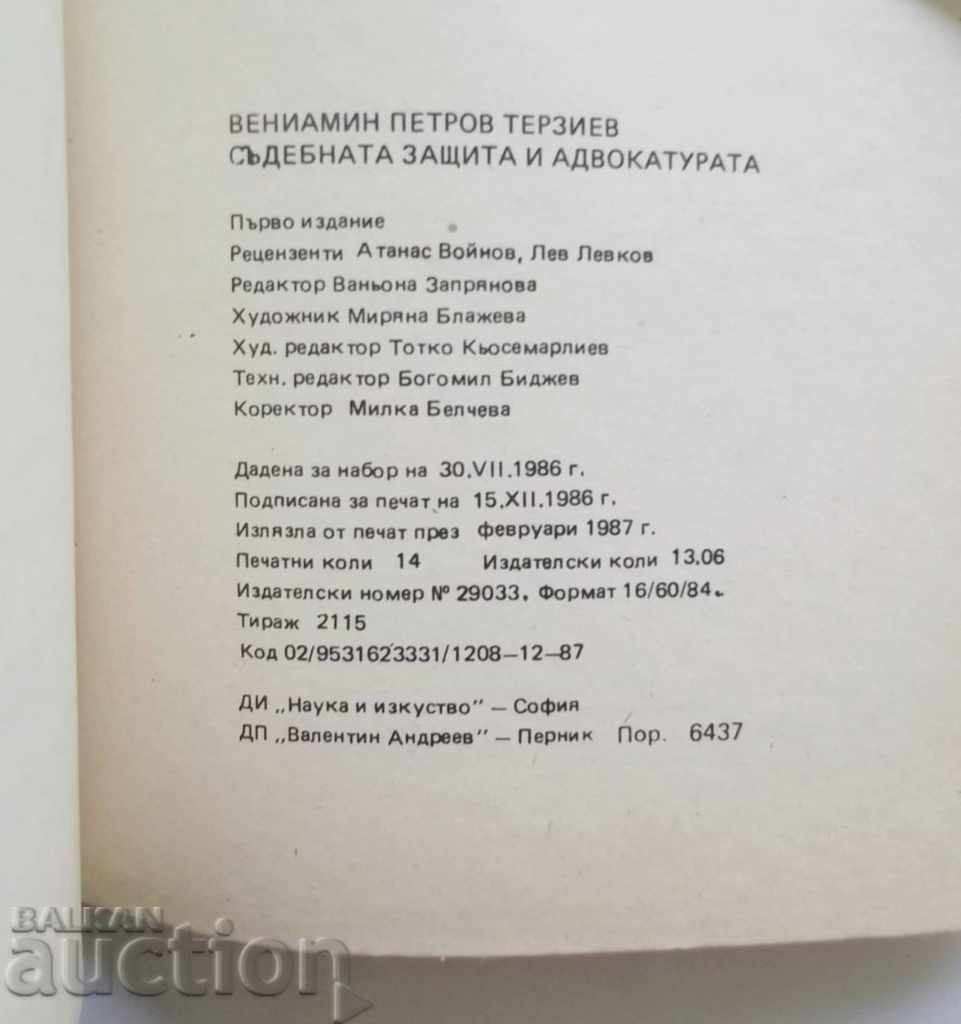 ВЕНИАМИН ПЕТРОВ ТЕРЗИЕВ
СЪДЕБНАТА ЗАЩИТА И АДВОКАТУРАТА
Първо издание
Рецензенти Атанас Войнов, Лев Левков
Редактор Ваньона Запрянова
Художник Миряна Блажева
Худ. редактор Тотко Кьосемарлиев
Техн. редактор Богомил Биджев
Коректор Милка Белчева
Дадена за набор на 30.VII.1986 г.
Подписана за печат на 15.XII.1986 г.
Излязла от печат през февруари 1987 г.
Печатни коли 14 Издателски коли 13.06
Издателски номер № 29033. Формат 16/60/84.
Тираж 2115
Код 02/9531623331/1208—12—87
ДИ „Наука и изкуство" — София
ДП „Валентин Андреев" — Перник Пор. 6437
BALKAN
auction